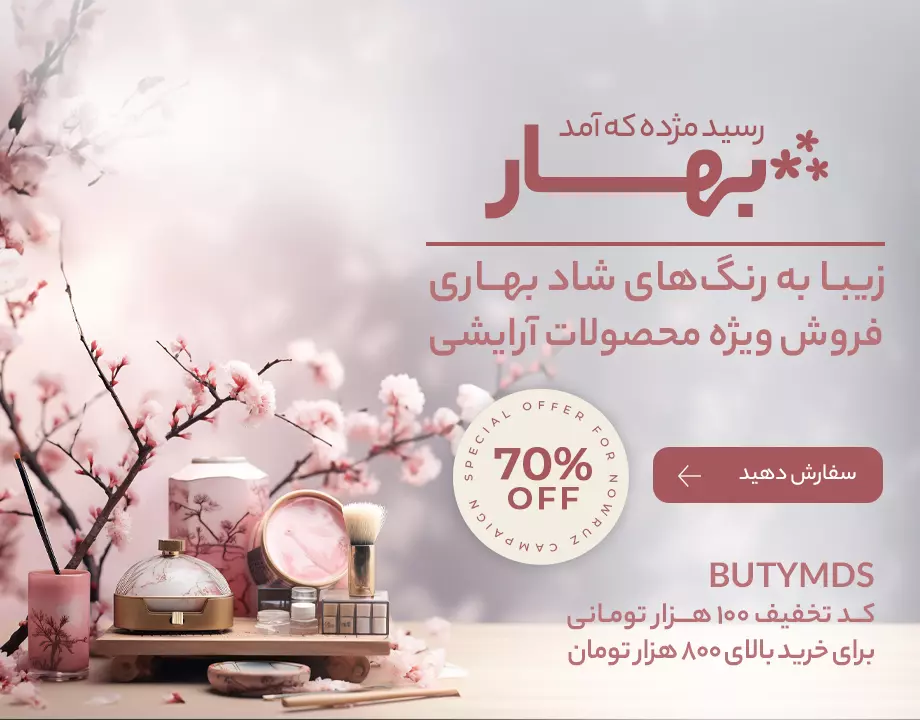 رسید مژده که آمد
بهار
زیبا به رنگ‌های شاد بهاری
فروش ویژه محصولات آرایشی
SPECIAL OFFER FOR NOWRUZ CAMPAIGN
70%
OFF
سفارش دهید
BUTYMDS
کد تخفیف ۱۰۰ هزار تومانی
برای خرید بالای ۸۰۰ هزار تومان